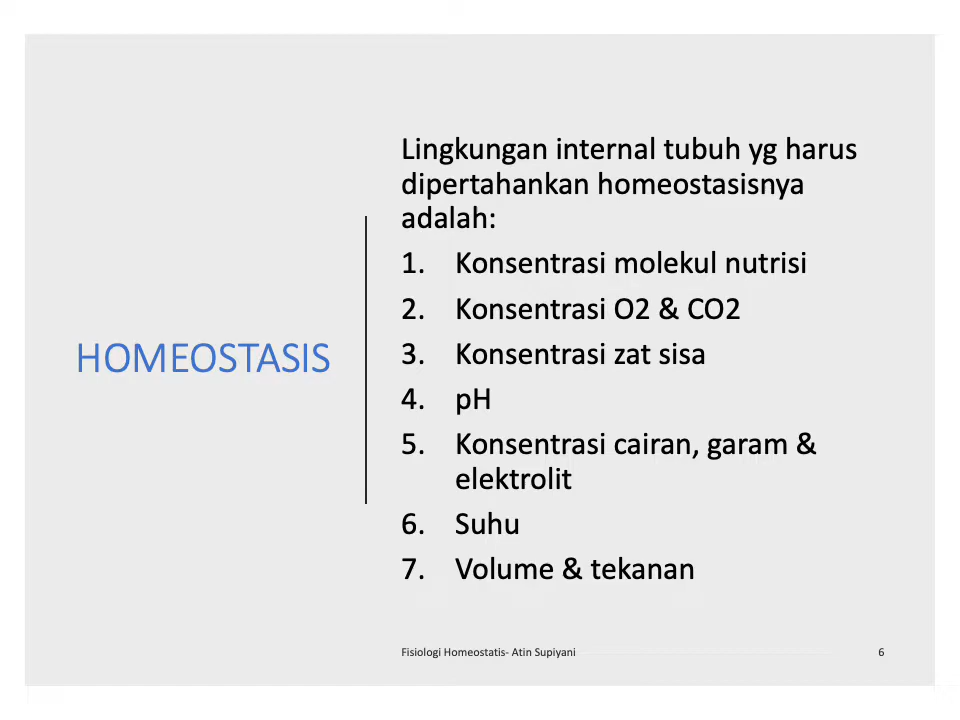 HOMEOSTASIS
Lingkungan internal tubuh yg harus
dipertahankan homeostasisnya
adalah:
1. Konsentrasi molekul nutrisi
2. Konsentrasi O2 & CO2
3. Konsentrasi zat sisa
4. pH
5. Konsentrasi cairan, garam &
elektrolit
6. Suhu
7. Volume & tekanan
Fisiologi Homeostatis- Atin Supiyani
6